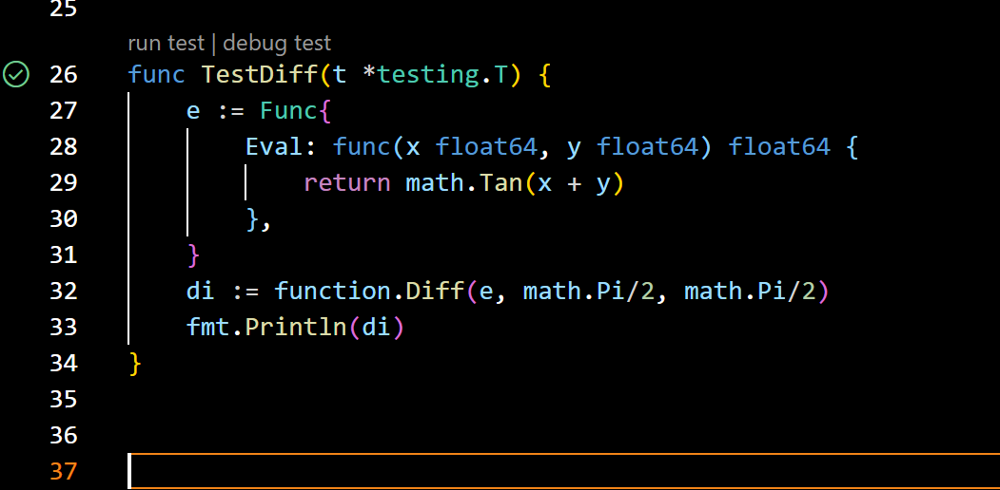 25
run test | debug test
26 func TestDiff(t *testing.T) {
27 e := Func{
28 Eval: func(x float64, y float64) float64 {
29 return math.Tan(x + y)
30 },
31 }
32 di := function.Diff(e, math.Pi/2, math.Pi/2)
33 fmt.Println(di)
34 }
35
36
37